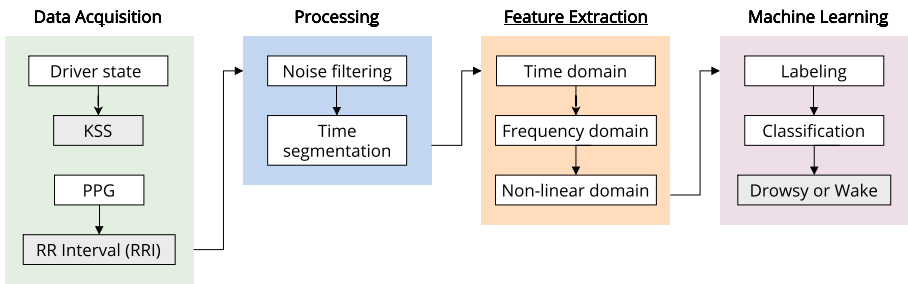 Data Acquisition
Driver state
KSS
PPG
RR Interval (RRI)
Processing
Noise filtering
Time
segmentation
Feature Extraction
Time domain
Frequency domain
Non-linear domain
Machine Learning
Labeling
Classification
Drowsy or Wake